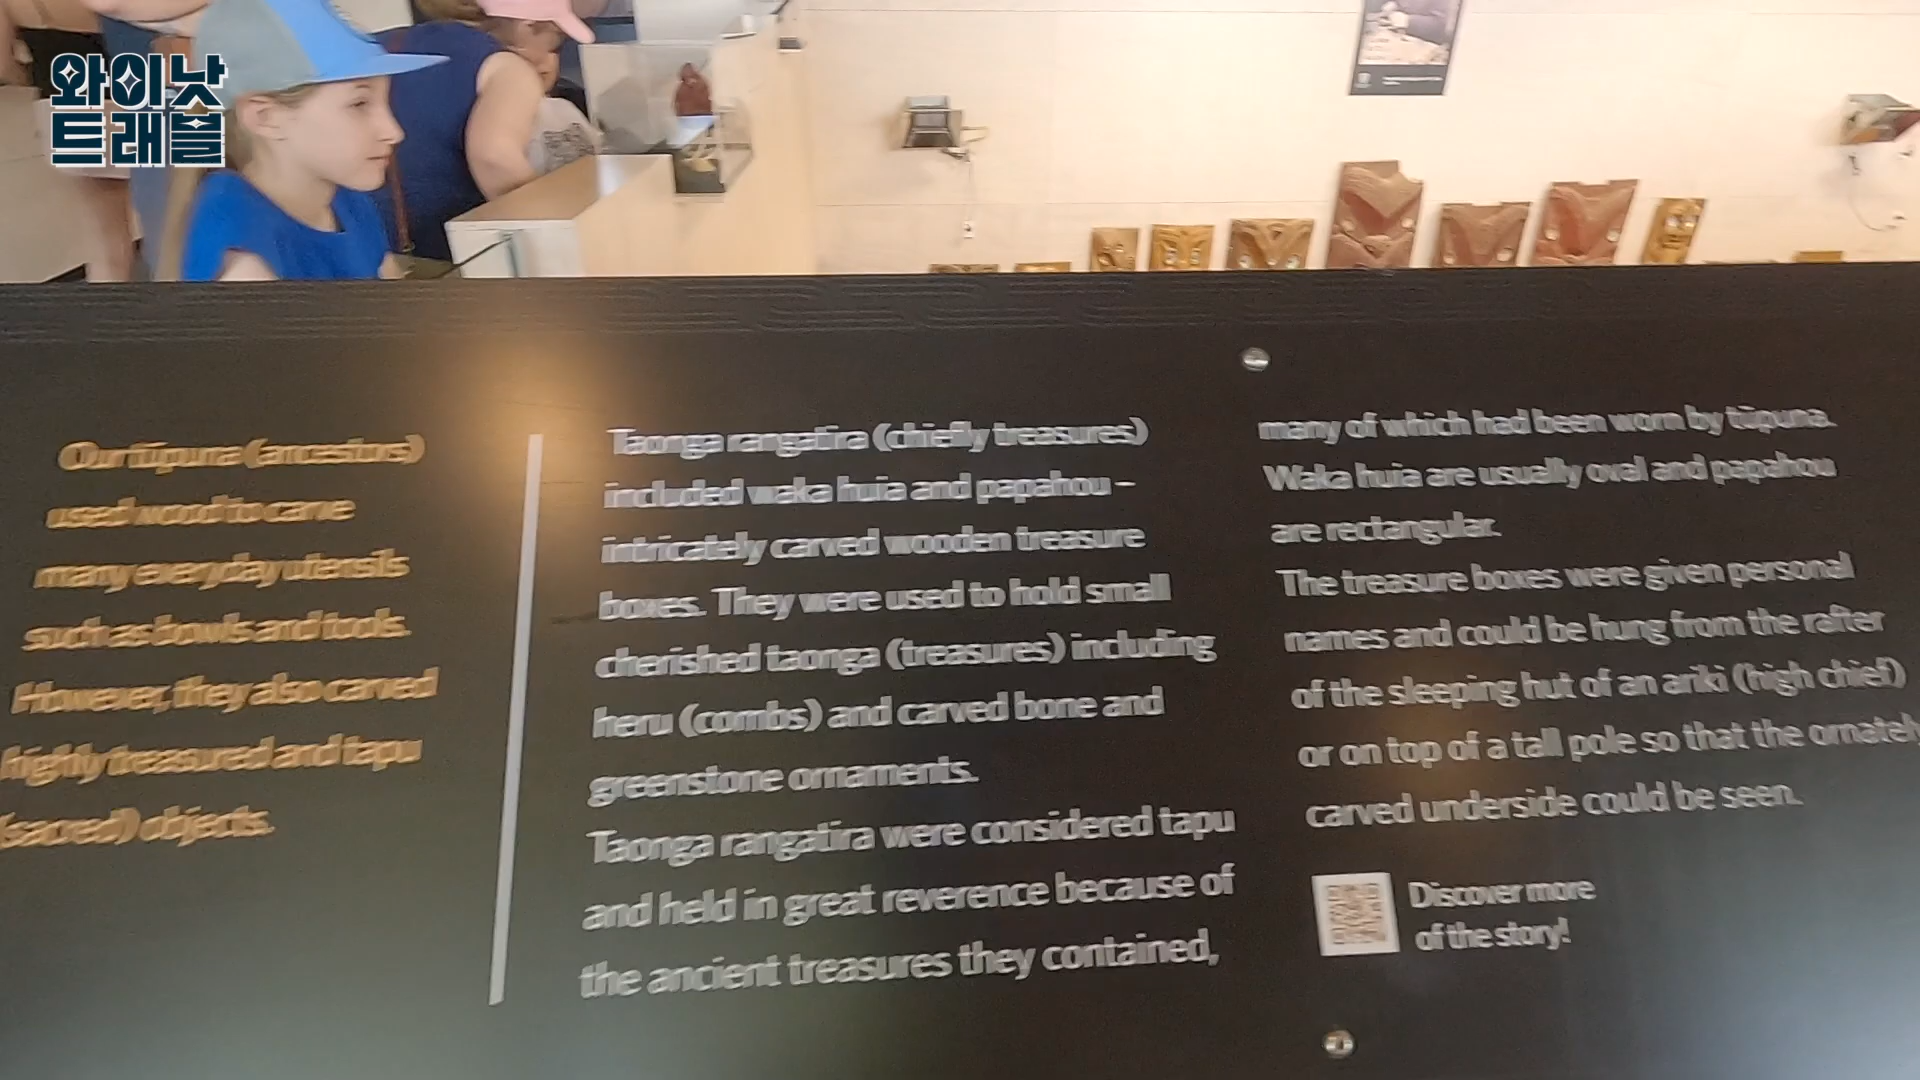 와이낫
트래블
Our tūpuna (ancestors)
used wood to carve
many everyday utensils
such as bowls and tools.
However, they also carved
highly treasured and tapu
(sacred) objects.
Taonga rangatira (chiefly treasures)
included waka huia and papahou –
intricately carved wooden treasure
boxes. They were used to hold small
cherished taonga (treasures) including
heru (combs) and carved bone and
greenstone ornaments.
Taonga rangatira were considered tapu
and held in great reverence because of
the ancient treasures they contained,
many of which had been worn by tūpuna.
Waka huia are usually oval and papahou
are rectangular.
The treasure boxes were given personal
names and could be hung from the rafter
of the sleeping hut of an ariki (high chief)
or on top of a tall pole so that the ornately
carved underside could be seen.
Discover more
of the story!